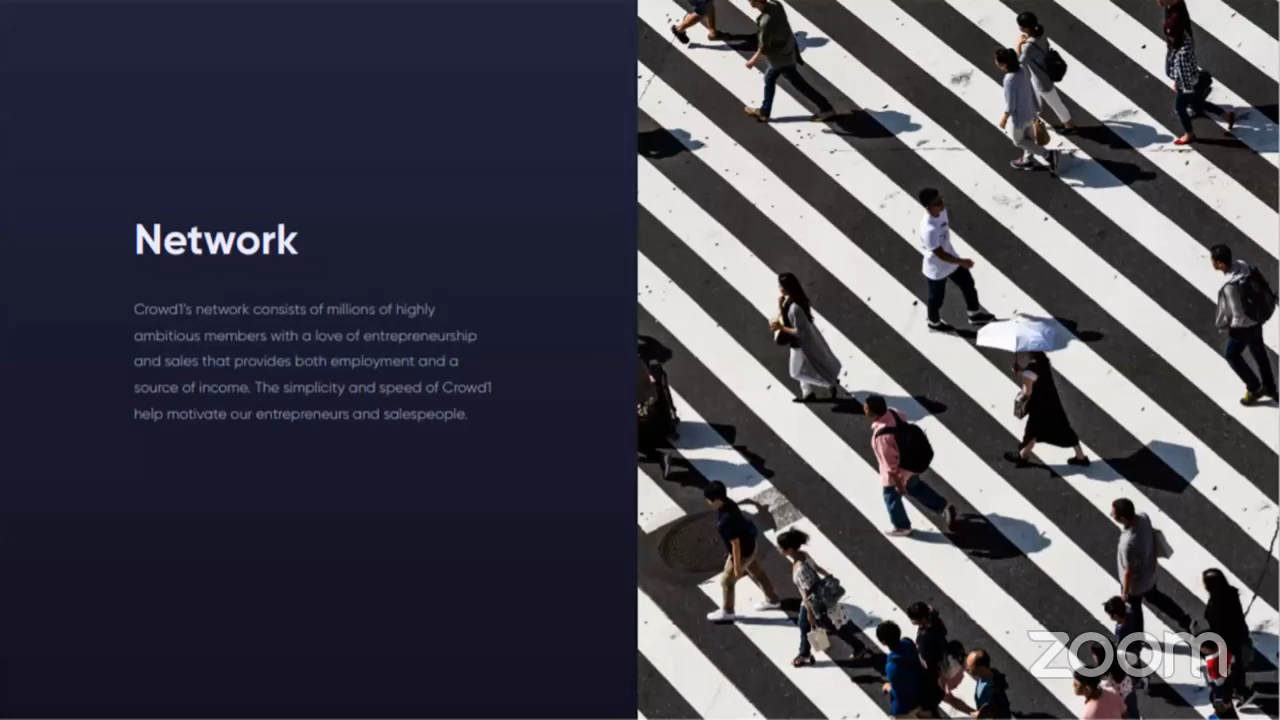 Network
Crowd1's network consists of millions of highly
ambitious members with a love of entrepreneurship
and sales that provides both employment and a
source of income. The simplicity and speed of Crowd1
help motivate our entrepreneurs and salespeople.
zoom